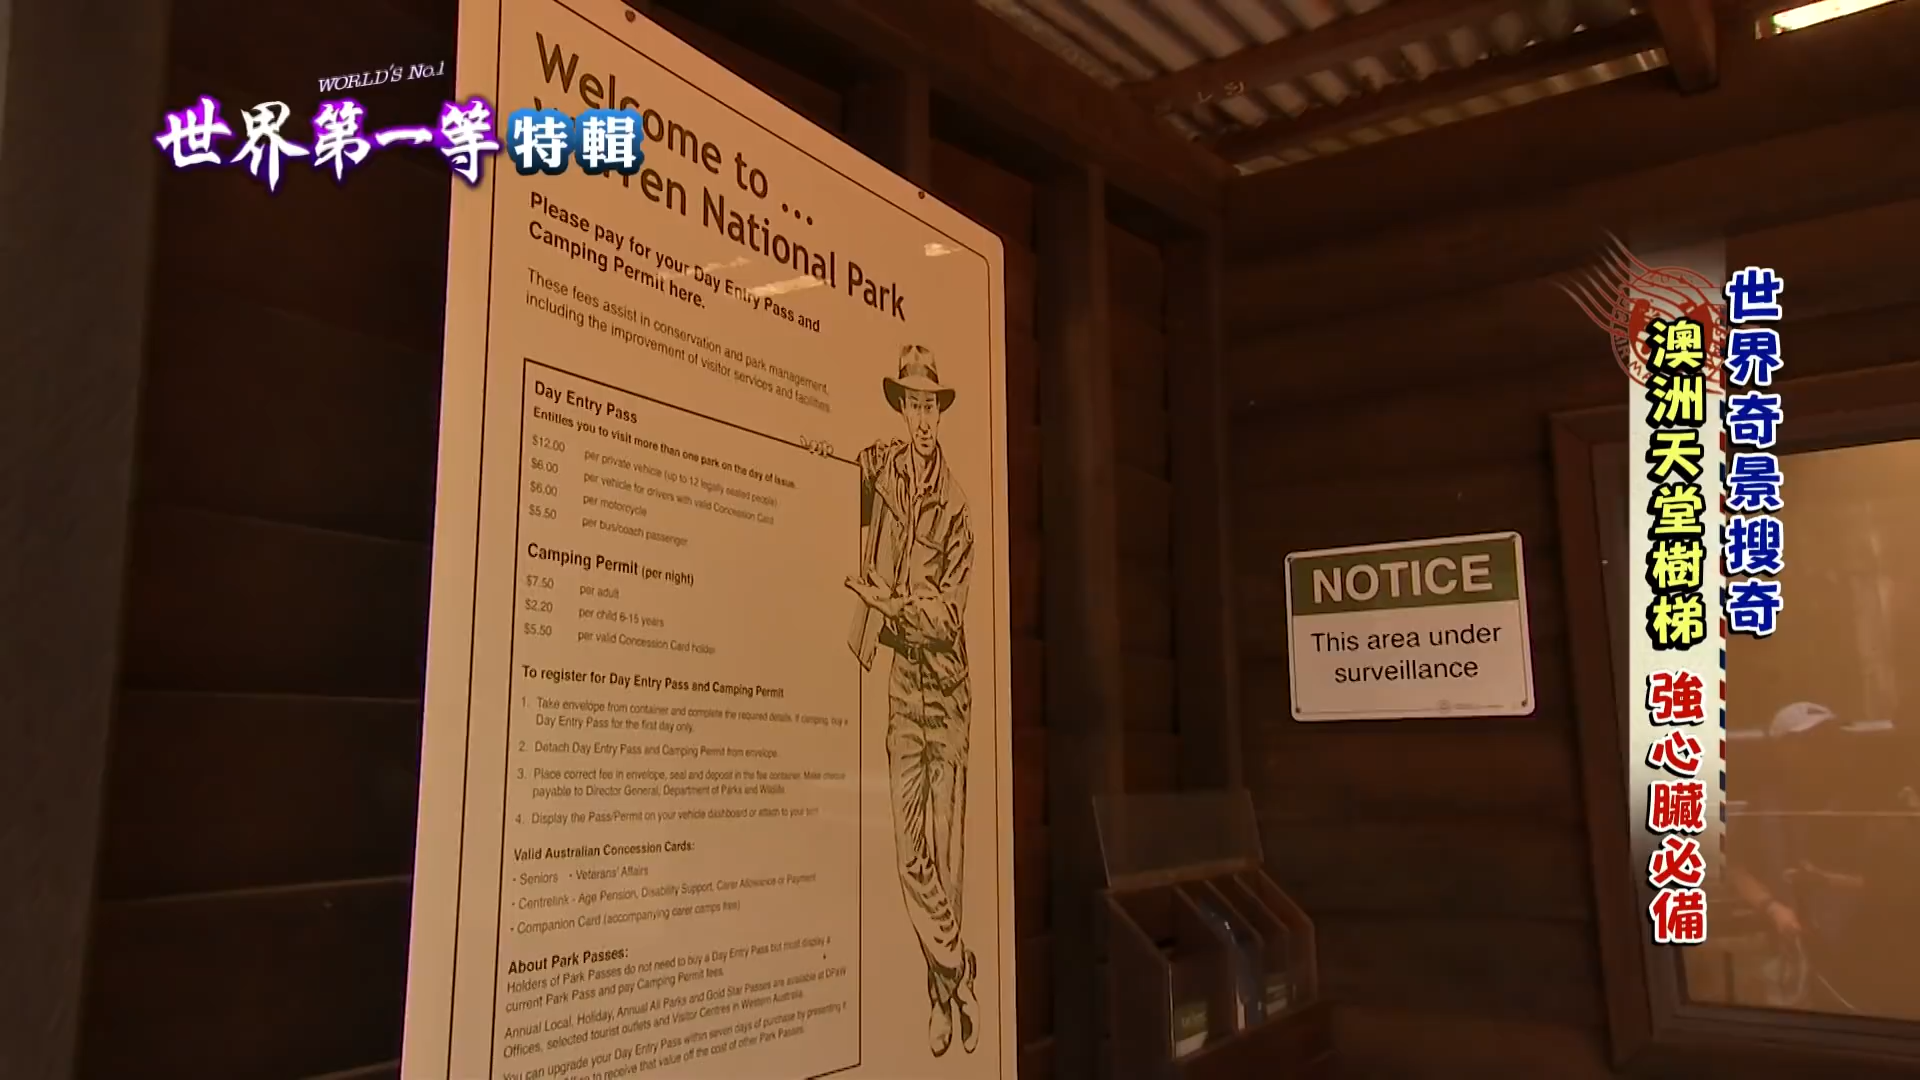 WORLD'S No.1
世界第一等特輯
Welcome to ...
National Park
Please pay for your Day Entry Pass and
Camping Permit here.
These fees assist in conservation and park management,
including the improvement of visitor services and facilities
Day Entry Pass
Entitles you to visit more than one park on the day of issue.
$12.00 per private vehicle (up to 12 legally seated people)
$6.00 per vehicle for drivers with valid Concession Card
$6.00 per motorcycle
$5.50 per bus/coach passenger
Camping Permit (per night)
$7.50 per adult
$2.20 per child 6-15 years
$5.50 per valid Concession Card holder
To register for Day Entry Pass and Camping Permit
1. Take envelope from container and complete the required details. If camping, buy a
Day Entry Pass for the first day only.
2. Detach Day Entry Pass and Camping Permit from envelope.
3. Place correct fee in envelope, seal and deposit in the fee container. Make cheque
payable to Director General, Department of Parks and Wildlife
4. Display the Pass/Permit on your vehicle dashboard or attach to your tent
Valid Australian Concession Cards:
• Seniors • Veterans' Affairs
• Centrelink - Age Pension, Disability Support, Carer Allowance or Payment
• Companion Card (accompanying carer camps free)
About Park Passes:
Holders of Park Passes do not need to buy a Day Entry Pass but must display a
current Park Pass and pay Camping Permit fees.
Annual Local, Holiday, Annual All Parks and Gold Star Passes are available at DPaW
Offices, selected tourist outlets and Visitor Centres in Western Australia.
You can upgrade your Day Entry Pass within seven days of purchase by presenting it
to receive that value off the cost of other Park Passes.
NOTICE
This area under
surveillance
世界奇景搜奇
澳洲天堂樹梯 強心臟必備